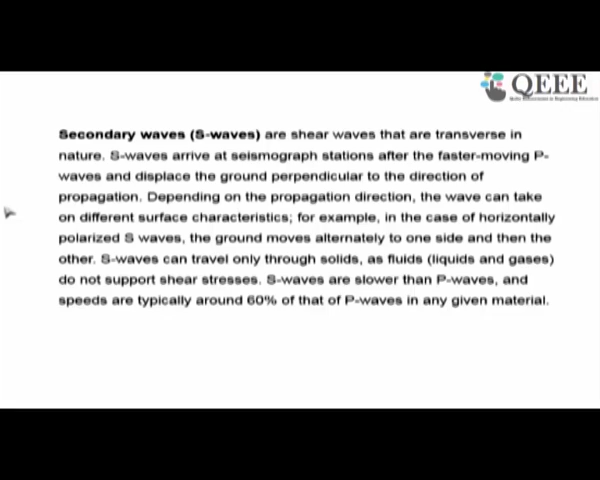 QEEE
Secondary waves (S-waves) are shear waves that are transverse in
nature. S-waves arrive at seismograph stations after the faster-moving P-
waves and displace the ground perpendicular to the direction of
propagation. Depending on the propagation direction, the wave can take
on different surface characteristics; for example, in the case of horizontally
polarized S waves, the ground moves alternately to one side and then the
other. S-waves can travel only through solids, as fluids (liquids and gases)
do not support shear stresses. S-waves are slower than P-waves, and
speeds are typically around 60% of that of P-waves in any given material.